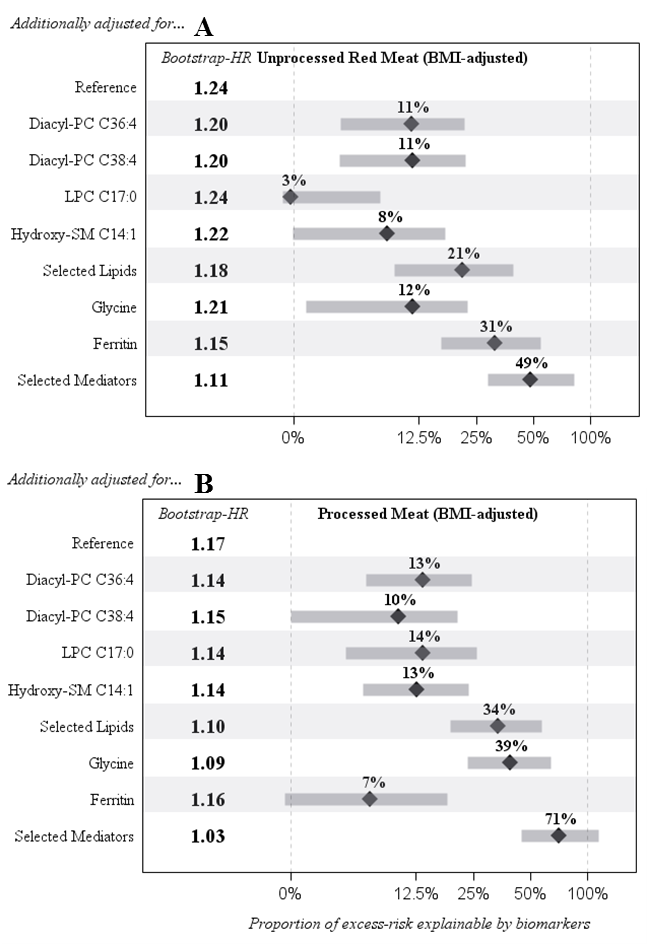 Additionally adjusted for... A
Bootstrap-HR Unprocessed Red Meat (BMI-adjusted)
Reference 1.24
11%
Diacyl-PC C36:4 1.20
11%
Diacyl-PC C38:4 1.20
3%
LPC C17:0 1.24
8%
Hydroxy-SM C14:1 1.22
21%
Selected Lipids 1.18
12%
Glycine 1.21
31%
Ferritin 1.15
49%
Selected Mediators 1.11
0% 12.5% 25% 50% 100%
Additionally adjusted for... B
Bootstrap-HR Processed Meat (BMI-adjusted)
Reference 1.17
13%
Diacyl-PC C36:4 1.14
10%
Diacyl-PC C38:4 1.15
14%
LPC C17:0 1.14
13%
Hydroxy-SM C14:1 1.14
34%
Selected Lipids 1.10
39%
Glycine 1.09
7%
Ferritin 1.16
71%
Selected Mediators 1.03
0% 12.5% 25% 50% 100%
Proportion of excess-risk explainable by biomarkers